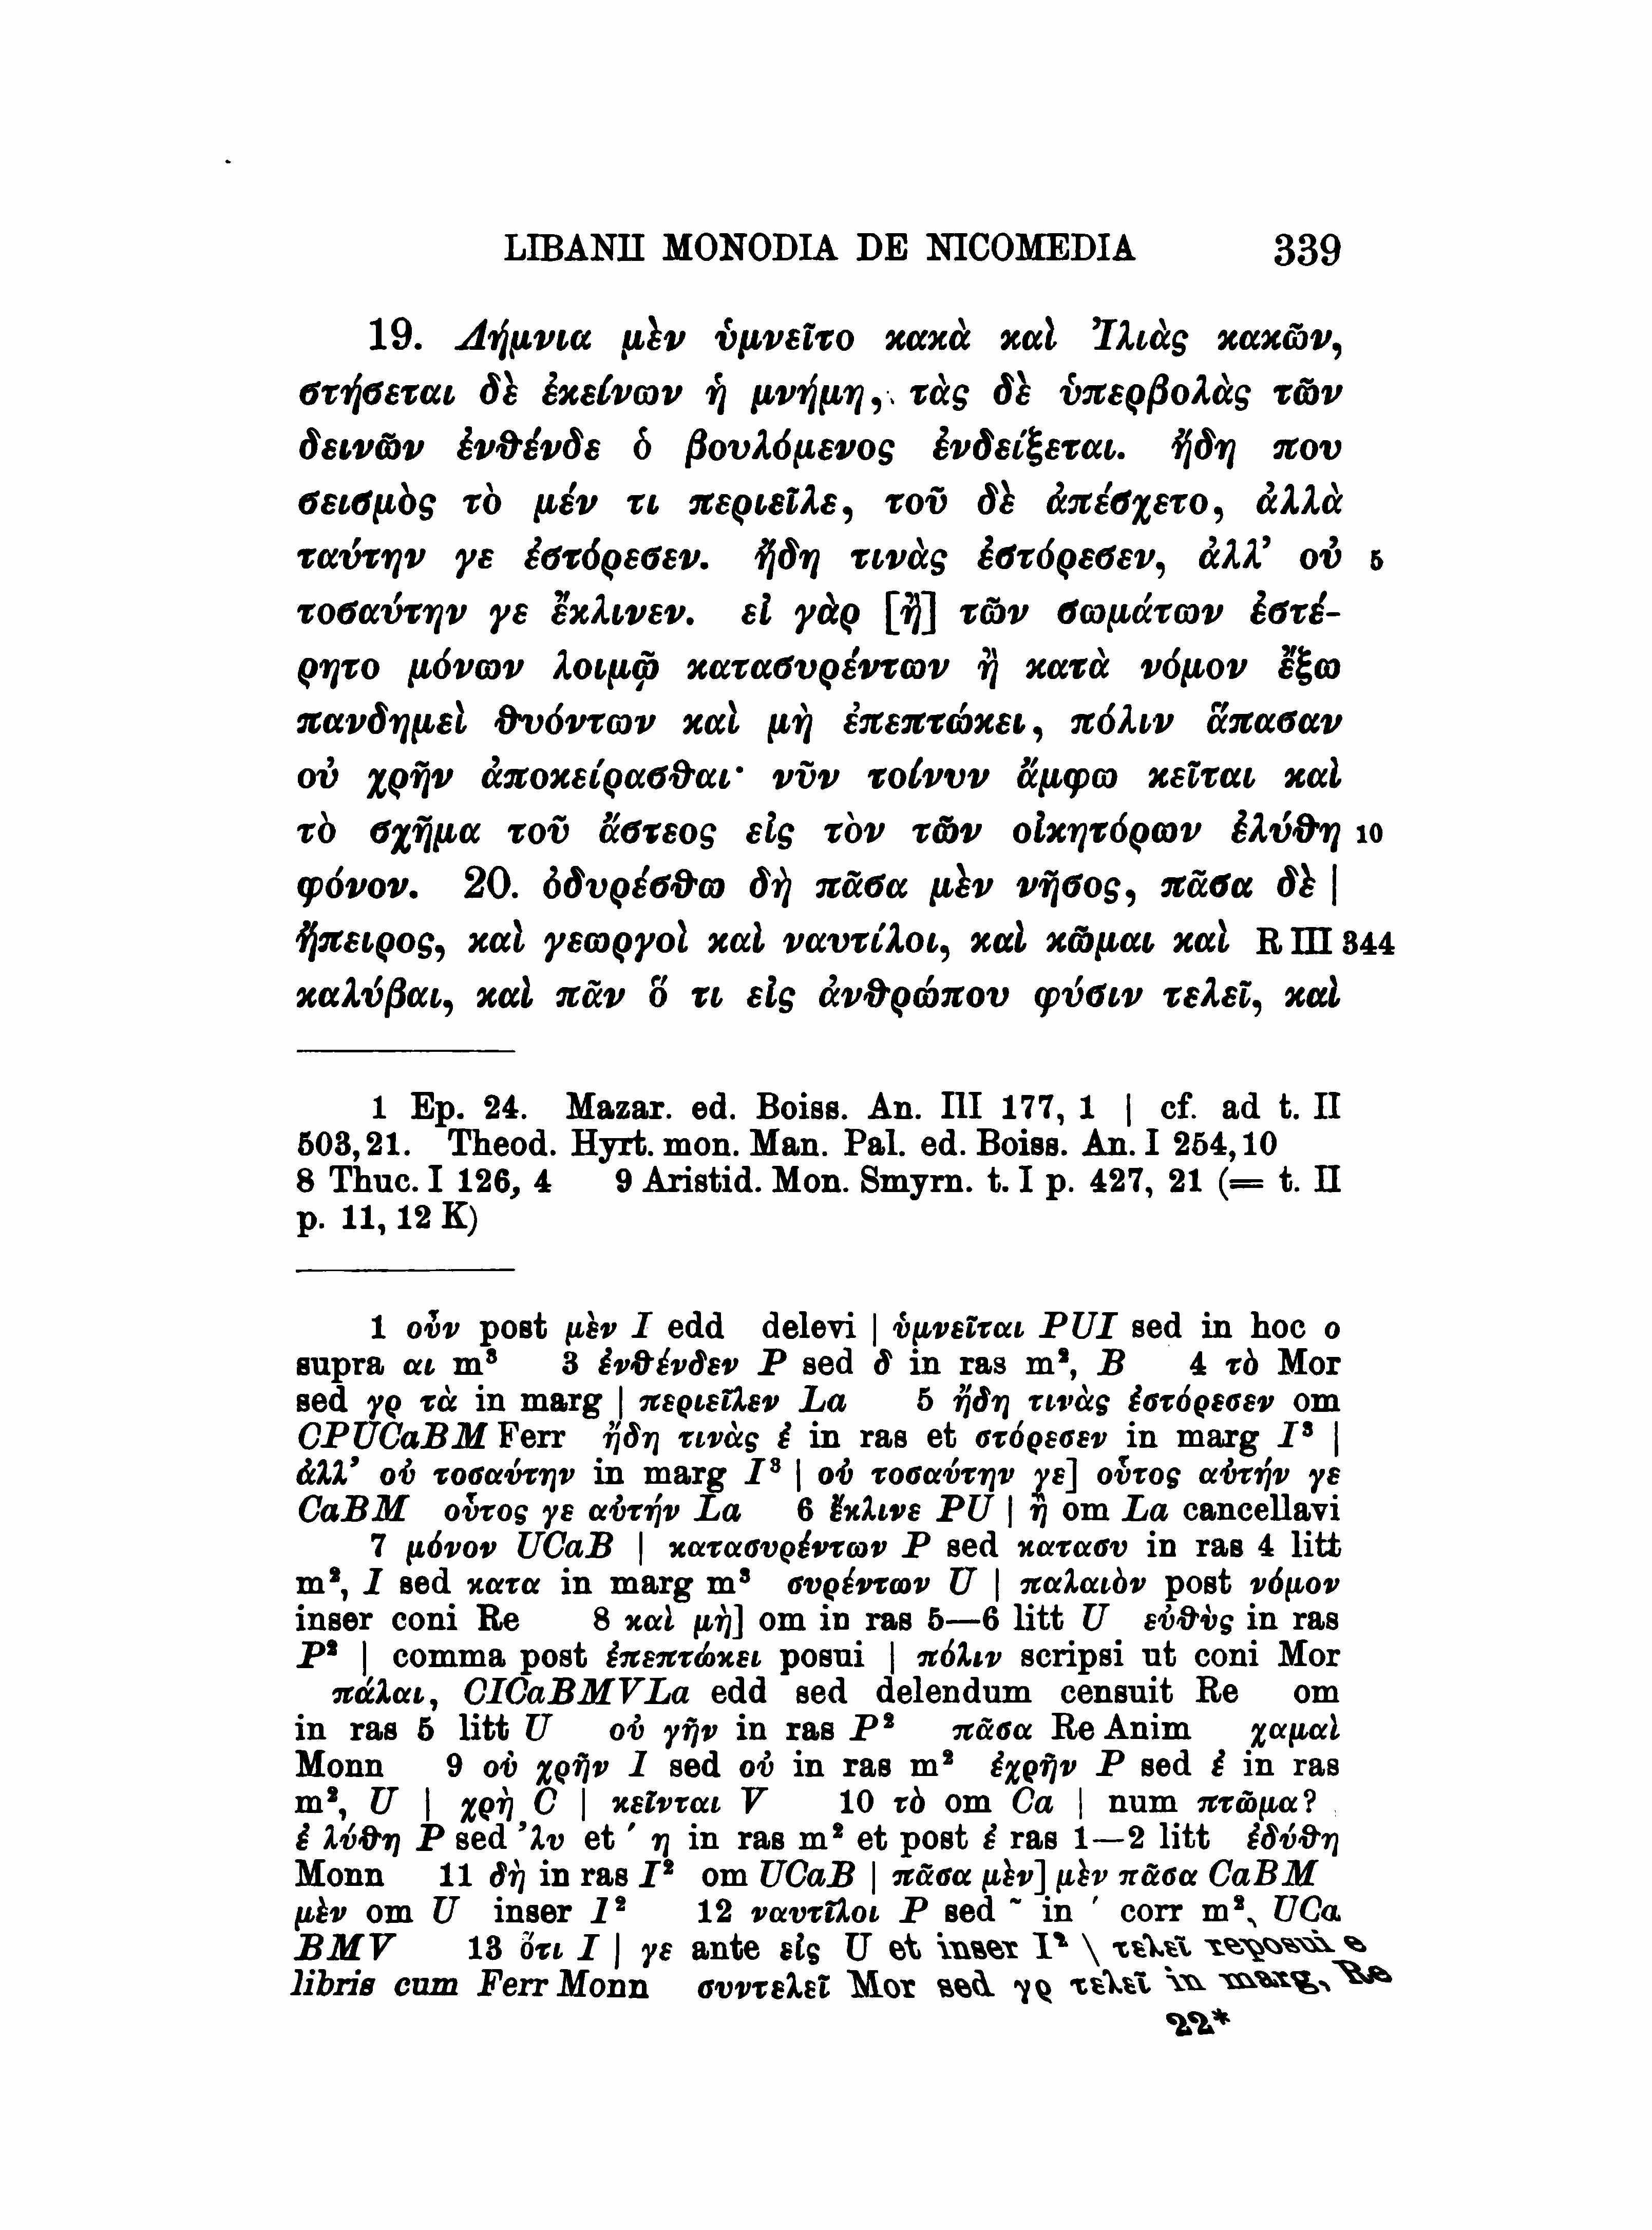 LIBANII MONODIA DE NICOMEDIA 339
19. Λήμνια μὲν ὑμνεῖτο κακὰ καὶ Ἰλιὰς κακῶν,
στήσεται δὲ ἐκείνων ἡ μνήμη, τὰς δὲ ὑπερβολὰς τῶν
δεινῶν ἐνθένδε ὁ βουλόμενος ἐνδείξεται. ἤδη που
σεισμὸς τὸ μέν τι περιεῖλε, τοῦ δὲ ἀπέσχετο, ἀλλὰ
ταύτην γε ἐστόρεσεν. ἤδη τινὰς ἐστόρεσεν, ἀλλ’ οὐ 5
τοσαύτην γε ἔκλινεν. εἰ γὰρ [ἢ] τῶν σωμάτων ἐστέ-
ρητο μόνων λοιμῷ κατασυρέντων ἢ κατὰ νόμον ἔξω
πανδημεὶ θυόντων καὶ μὴ ἐπεπτώκει, πόλιν ἅπασαν
οὐ χρῆν ἀποκείρασθαι· νῦν τοίνυν ἄμφω κεῖται καὶ
τὸ σχῆμα τοῦ ἄστεος εἰς τὸν τῶν οἰκητόρων ἐλύθη 10
φόνον. 20. ὀδυρέσθω δὴ πᾶσα μὲν νῆσος, πᾶσα δὲ |
ἤπειρος, καὶ γεωργοὶ καὶ ναυτίλοι, καὶ κῶμαι καὶ R III 344
καλύβαι, καὶ πᾶν ὅ τι εἰς ἀνθρώπου φύσιν τελεῖ, καὶ
1 Ep. 24. Mazar. ed. Boiss. An. III 177, 1 | cf. ad t. II
503,21. Theod. Hyrt. mon. Man. Pal. ed. Boiss. An. I 254,10
8 Thuc. I 126, 4 9 Aristid. Mon. Smyrn. t. I p. 427, 21 (= t. II
p. 11, 12 K)
1 οὖν post μὲν I edd delevi | ὑμνεῖται PUI sed in hoc ο
supra αι m³ 3 ἐνθένδεν P sed δ in ras m², B 4 τὸ Mor
sed γρ τὰ in marg | περιεῖλεν La 5 ἤδη τινὰς ἐστόρεσεν om
CPUCaBM Ferr ἤδη τινὰς ἐ in ras et στόρεσεν in marg I³ |
ἀλλ’ οὐ τοσαύτην in marg I³ | οὐ τοσαύτην γε] οὗτος αὐτήν γε
CaBM οὗτος γε αὐτήν La 6 ἔκλινε PU | ἢ om La cancellavi
7 μόνον UCaB | κατασυρέντων P sed κατασυ in ras 4 litt
m², I sed κατα in marg m³ συρέντων U | παλαιὸν post νόμον
inser coni Re 8 καὶ μὴ] om in ras 5—6 litt U εὐθὺς in ras
P² | comma post ἐπεπτώκει posui | πόλιν scripsi ut coni Mor
πάλαι, CICaBMVLa edd sed delendum censuit Re om
in ras 5 litt U οὐ γῆν in ras P² πᾶσα Re Anim χαμαὶ
Monn 9 οὐ χρῆν I sed οὐ in ras m² ἐχρῆν P sed ἐ in ras
m², U | χρὴ C | κεῖνται V 10 τὸ om Ca | num πτῶμα?
ἐ λύθη P sed ᾽λυ et ´ η in ras m² et post ἐ ras 1—2 litt ἐδύθη
Monn 11 δὴ in ras I² om UCaB | πᾶσα μὲν] μὲν πᾶσα CaBM
μὲν om U inser I² 12 ναυτῖλοι P sed ῀ in ´ corr m², UCa
BMV 13 ὅτι I | γε ante εἰς U et inser I² \ τελεῖ reposui e
libris cum Ferr Monn συντελεῖ Mor sed γρ τελεῖ in marg, Re
22*